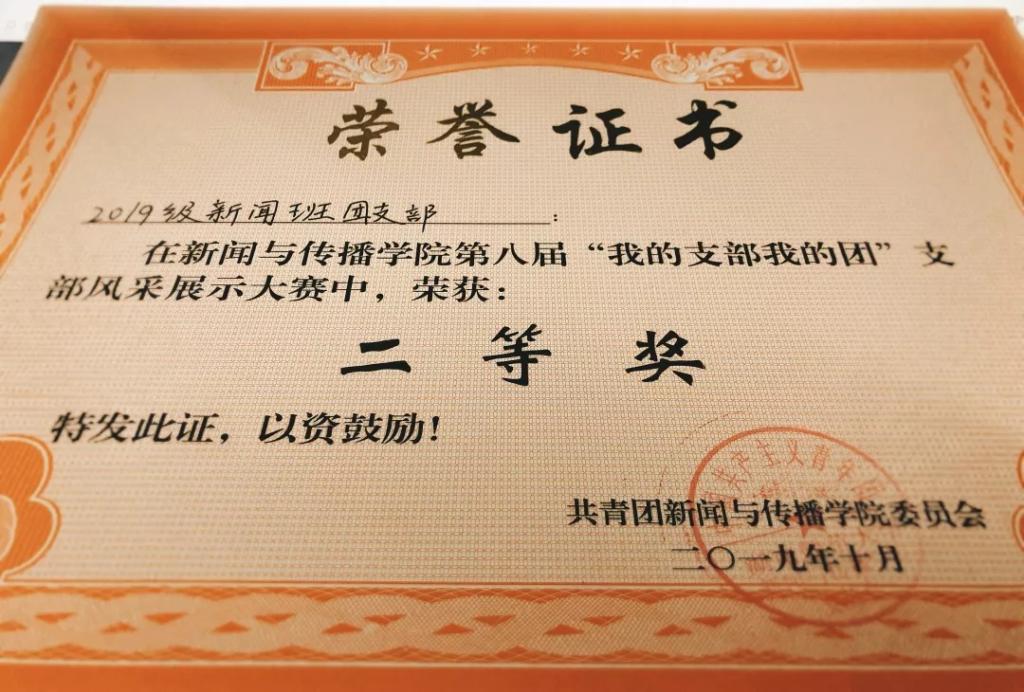 荣誉证书
2019级新闻班团支部：
在新闻与传播学院第八届“我的支部我的团”支
部风采展示大赛中，荣获：
二等奖
特发此证，以资鼓励！
共青团新闻与传播学院委员会
二〇一九年十月